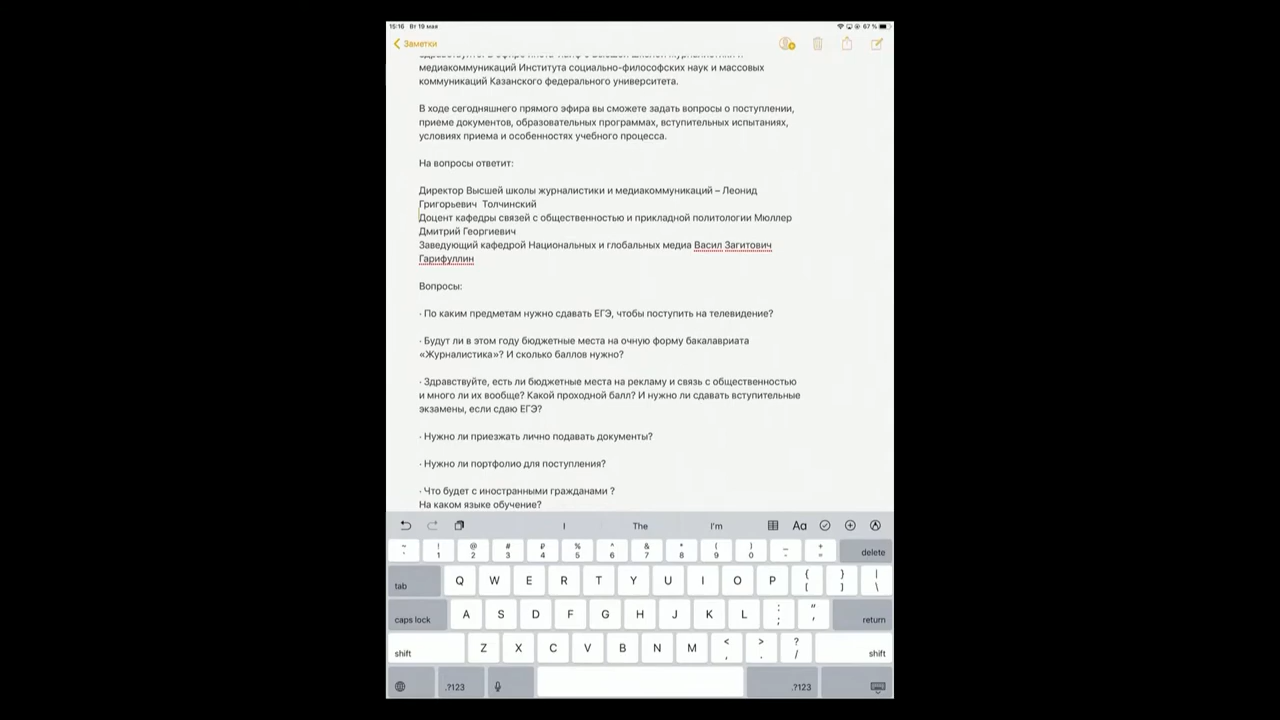 15:16 Вт 19 мая
67 %
Заметки
медиакоммуникаций Института социально-философских наук и массовых
коммуникаций Казанского федерального университета.
В ходе сегодняшнего прямого эфира вы сможете задать вопросы о поступлении,
приеме документов, образовательных программах, вступительных испытаниях,
условиях приема и особенностях учебного процесса.
На вопросы ответит:
Директор Высшей школы журналистики и медиакоммуникаций – Леонид
Григорьевич Толчинский
Доцент кафедры связей с общественностью и прикладной политологии Мюллер
Дмитрий Георгиевич
Заведующий кафедрой Национальных и глобальных медиа Васил Загитович
Гарифуллин
Вопросы:
· По каким предметам нужно сдавать ЕГЭ, чтобы поступить на телевидение?
· Будут ли в этом году бюджетные места на очную форму бакалавриата
«Журналистика»? И сколько баллов нужно?
· Здравствуйте, есть ли бюджетные места на рекламу и связь с общественностью
и много ли их вообще? Какой проходной балл? И нужно ли сдавать вступительные
экзамены, если сдаю ЕГЭ?
· Нужно ли приезжать лично подавать документы?
· Нужно ли портфолио для поступления?
· Что будет с иностранными гражданами ?
На каком языке обучение?
I The I'm Aa
~ ! @ # ₽ % ^ & * ( ) _ +
` 1 2 3 4 5 6 7 8 9 0 - = delete
tab Q W E R T Y U I O P { [ } ] | \
caps lock A S D F G H J K L : ; " ' return
shift Z X C V B N M < , > . ? / shift
.?123 .?123